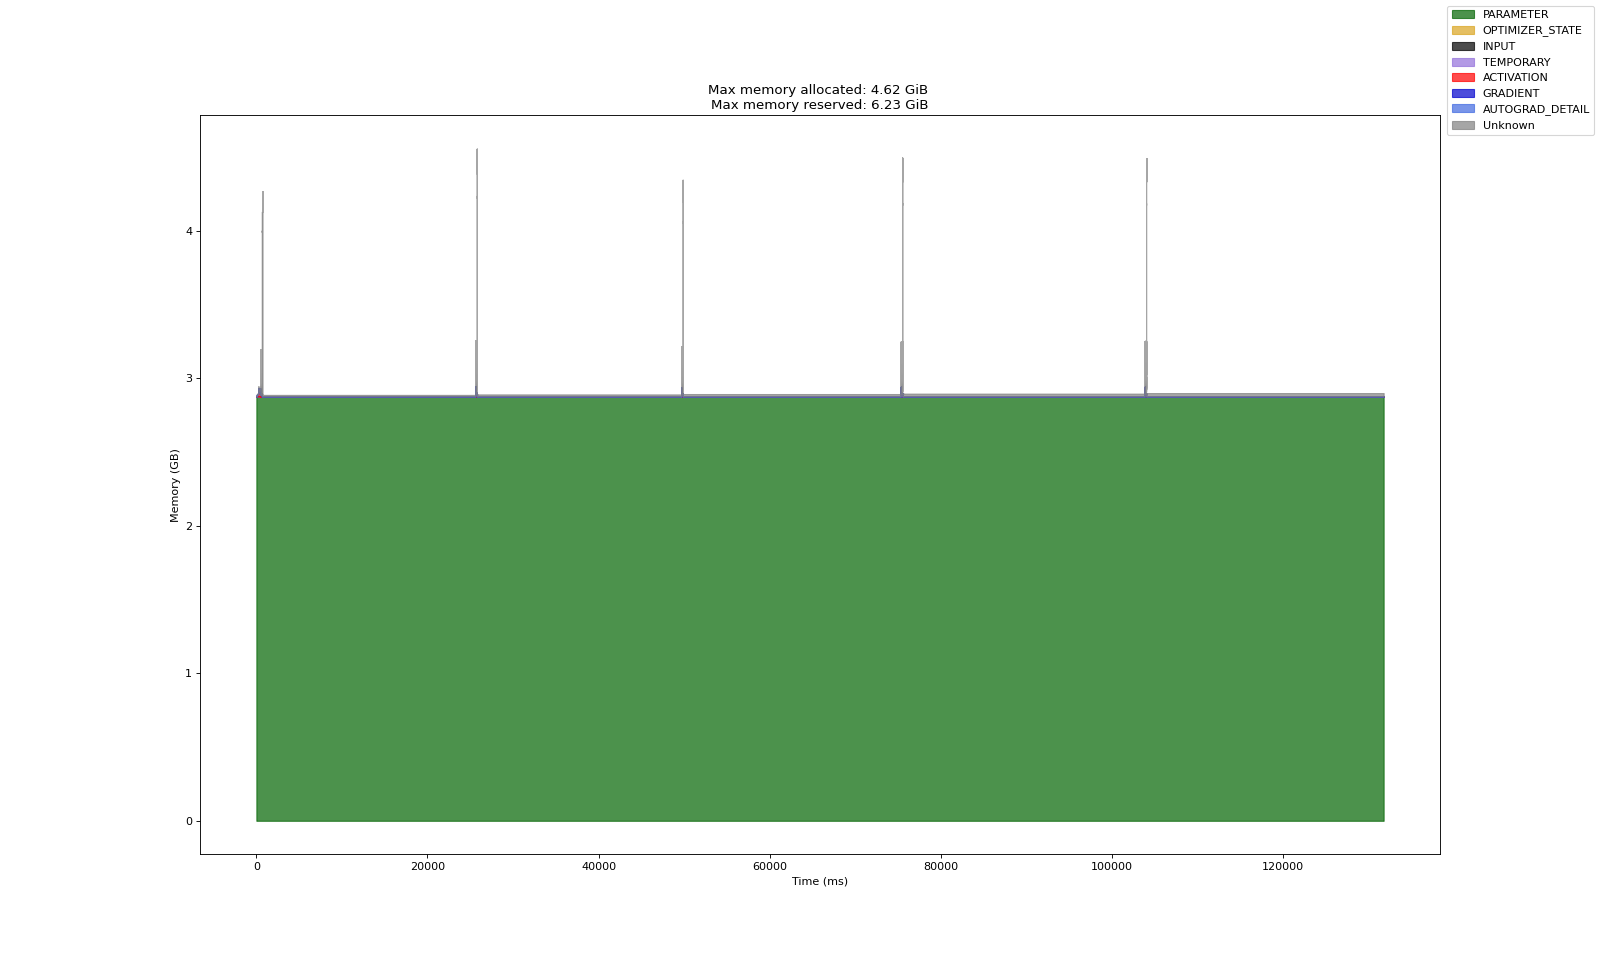 PARAMETER
OPTIMIZER_STATE
INPUT
TEMPORARY
ACTIVATION
GRADIENT
AUTOGRAD_DETAIL
Unknown
Max memory allocated: 4.62 GiB
Max memory reserved: 6.23 GiB
Memory (GB)
4
3
2
1
0
0
20000
40000
60000
80000
100000
120000
Time (ms)